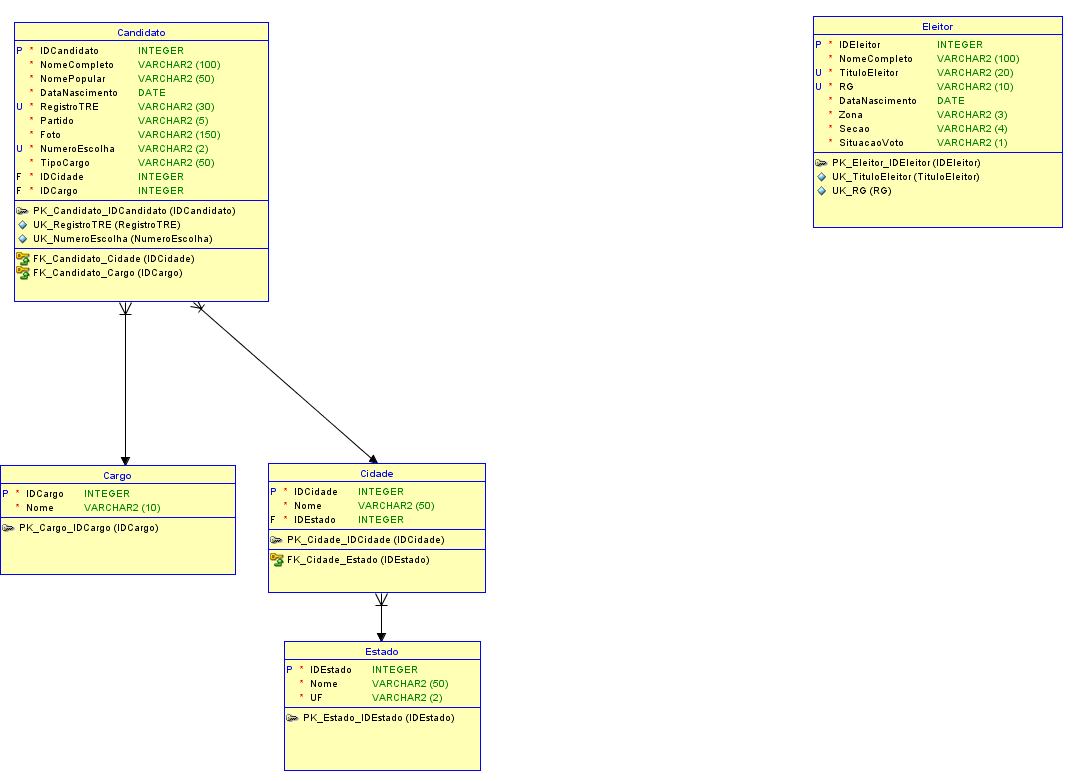 Candidato
P * IDCandidato INTEGER
* NomeCompleto VARCHAR2 (100)
* NomePopular VARCHAR2 (50)
* DataNascimento DATE
U * RegistroTRE VARCHAR2 (30)
* Partido VARCHAR2 (5)
* Foto VARCHAR2 (150)
U * NumeroEscolha VARCHAR2 (2)
* TipoCargo VARCHAR2 (50)
F * IDCidade INTEGER
F * IDCargo INTEGER
PK_Candidato_IDCandidato (IDCandidato)
UK_RegistroTRE (RegistroTRE)
UK_NumeroEscolha (NumeroEscolha)
FK_Candidato_Cidade (IDCidade)
FK_Candidato_Cargo (IDCargo)
Eleitor
P * IDEleitor INTEGER
* NomeCompleto VARCHAR2 (100)
U * TituloEleitor VARCHAR2 (20)
U * RG VARCHAR2 (10)
* DataNascimento DATE
* Zona VARCHAR2 (3)
* Secao VARCHAR2 (4)
* SituacaoVoto VARCHAR2 (1)
PK_Eleitor_IDEleitor (IDEleitor)
UK_TituloEleitor (TituloEleitor)
UK_RG (RG)
Cargo
P * IDCargo INTEGER
* Nome VARCHAR2 (10)
PK_Cargo_IDCargo (IDCargo)
Cidade
P * IDCidade INTEGER
* Nome VARCHAR2 (50)
F * IDEstado INTEGER
PK_Cidade_IDCidade (IDCidade)
FK_Cidade_Estado (IDEstado)
Estado
P * IDEstado INTEGER
* Nome VARCHAR2 (50)
* UF VARCHAR2 (2)
PK_Estado_IDEstado (IDEstado)